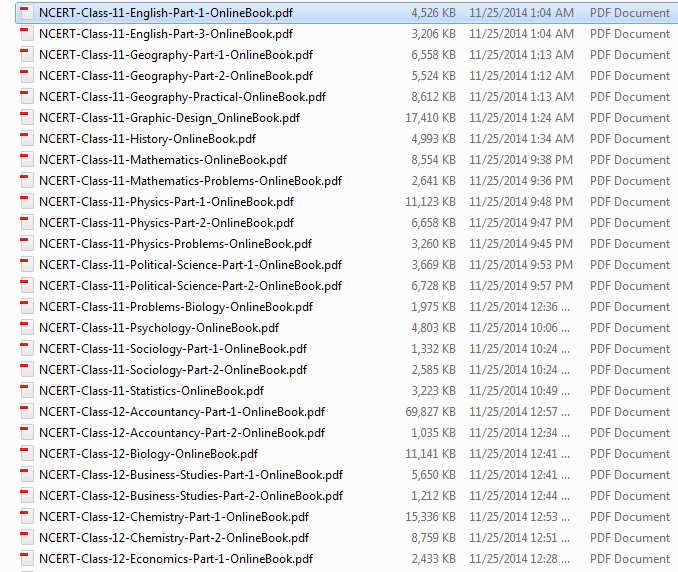 NCERT-Class-11-English-Part-1-OnlineBook.pdf 4,526 KB 11/25/2014 1:04 AM PDF Document
NCERT-Class-11-English-Part-3-OnlineBook.pdf 3,206 KB 11/25/2014 1:04 AM PDF Document
NCERT-Class-11-Geography-Part-1-OnlineBook.pdf 6,558 KB 11/25/2014 1:13 AM PDF Document
NCERT-Class-11-Geography-Part-2-OnlineBook.pdf 5,524 KB 11/25/2014 1:12 AM PDF Document
NCERT-Class-11-Geography-Practical-OnlineBook.pdf 8,612 KB 11/25/2014 1:13 AM PDF Document
NCERT-Class-11-Graphic-Design_OnlineBook.pdf 17,410 KB 11/25/2014 1:24 AM PDF Document
NCERT-Class-11-History-OnlineBook.pdf 4,993 KB 11/25/2014 1:34 AM PDF Document
NCERT-Class-11-Mathematics-OnlineBook.pdf 8,554 KB 11/25/2014 9:38 PM PDF Document
NCERT-Class-11-Mathematics-Problems-OnlineBook.pdf 2,641 KB 11/25/2014 9:36 PM PDF Document
NCERT-Class-11-Physics-Part-1-OnlineBook.pdf 11,123 KB 11/25/2014 9:48 PM PDF Document
NCERT-Class-11-Physics-Part-2-OnlineBook.pdf 6,658 KB 11/25/2014 9:47 PM PDF Document
NCERT-Class-11-Physics-Problems-OnlineBook.pdf 3,260 KB 11/25/2014 9:45 PM PDF Document
NCERT-Class-11-Political-Science-Part-1-OnlineBook.pdf 3,669 KB 11/25/2014 9:53 PM PDF Document
NCERT-Class-11-Political-Science-Part-2-OnlineBook.pdf 6,728 KB 11/25/2014 9:57 PM PDF Document
NCERT-Class-11-Problems-Biology-OnlineBook.pdf 1,975 KB 11/25/2014 12:36 ... PDF Document
NCERT-Class-11-Psychology-OnlineBook.pdf 4,803 KB 11/25/2014 10:06 ... PDF Document
NCERT-Class-11-Sociology-Part-1-OnlineBook.pdf 1,332 KB 11/25/2014 10:24 ... PDF Document
NCERT-Class-11-Sociology-Part-2-OnlineBook.pdf 2,585 KB 11/25/2014 10:24 ... PDF Document
NCERT-Class-11-Statistics-OnlineBook.pdf 3,223 KB 11/25/2014 10:49 ... PDF Document
NCERT-Class-12-Accountancy-Part-1-OnlineBook.pdf 69,827 KB 11/25/2014 12:57 ... PDF Document
NCERT-Class-12-Accountancy-Part-2-OnlineBook.pdf 1,035 KB 11/25/2014 12:34 ... PDF Document
NCERT-Class-12-Biology-OnlineBook.pdf 11,141 KB 11/25/2014 12:41 ... PDF Document
NCERT-Class-12-Business-Studies-Part-1-OnlineBook.pdf 5,650 KB 11/25/2014 12:41 ... PDF Document
NCERT-Class-12-Business-Studies-Part-2-OnlineBook.pdf 1,212 KB 11/25/2014 12:44 ... PDF Document
NCERT-Class-12-Chemistry-Part-1-OnlineBook.pdf 15,336 KB 11/25/2014 12:53 ... PDF Document
NCERT-Class-12-Chemistry-Part-2-OnlineBook.pdf 8,759 KB 11/25/2014 12:51 ... PDF Document
NCERT-Class-12-Economics-Part-1-OnlineBook.pdf 2,433 KB 11/25/2014 12:28 ... PDF Document